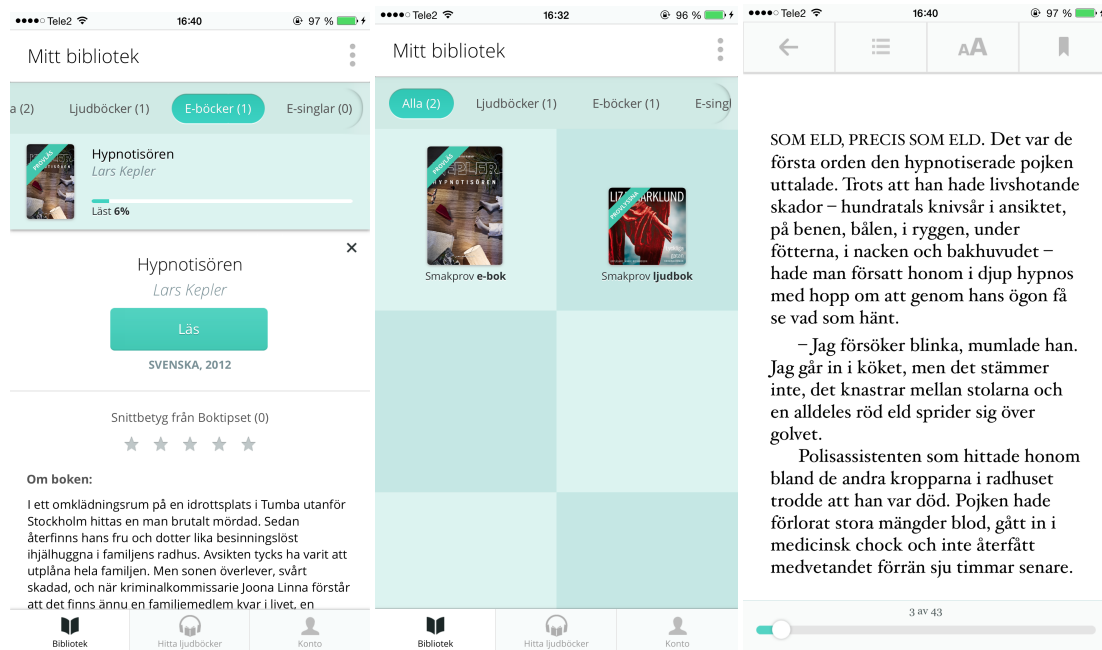 ●●●●○ Tele2 16:40 97 %
Mitt bibliotek
a (2) Ljudböcker (1) E-böcker (1) E-singlar (0)
PROVLÄS
KEPLER
HYPNOTISÖREN
Hypnotisören
Lars Kepler
Läst 6%
Hypnotisören
Lars Kepler
Läs
SVENSKA, 2012
Snittbetyg från Boktipset (0)
Om boken:
I ett omklädningsrum på en idrottsplats i Tumba utanför
Stockholm hittas en man brutalt mördad. Sedan
återfinns hans fru och dotter lika besinningslöst
ihjälhuggna i familjens radhus. Avsikten tycks ha varit att
utplåna hela familjen. Men sonen överlever, svårt
skadad, och när kriminalkommissarie Joona Linna förstår
att det finns ännu en familjemedlem kvar i livet, en
Bibliotek Hitta ljudböcker Konto
●●●●○ Tele2 16:32 96 %
Mitt bibliotek
Alla (2) Ljudböcker (1) E-böcker (1) E-singl
PROVLÄS
KEPLER
HYPNOTISÖREN
Smakprov e-bok
PROVLYSSNA
LIZA MARKLUND
Smakprov ljudbok
Bibliotek Hitta ljudböcker Konto
●●●●○ Tele2 16:40 97 %
AA
SOM ELD, PRECIS SOM ELD. Det var de
första orden den hypnotiserade pojken
uttalade. Trots att han hade livshotande
skador – hundratals knivsår i ansiktet,
på benen, bålen, i ryggen, under
fötterna, i nacken och bakhuvudet –
hade man försatt honom i djup hypnos
med hopp om att genom hans ögon få
se vad som hänt.
– Jag försöker blinka, mumlade han.
Jag går in i köket, men det stämmer
inte, det knastrar mellan stolarna och
en alldeles röd eld sprider sig över
golvet.
Polisassistenten som hittade honom
bland de andra kropparna i radhuset
trodde att han var död. Pojken hade
förlorat stora mängder blod, gått in i
medicinsk chock och inte återfått
medvetandet förrän sju timmar senare.
3 av 43